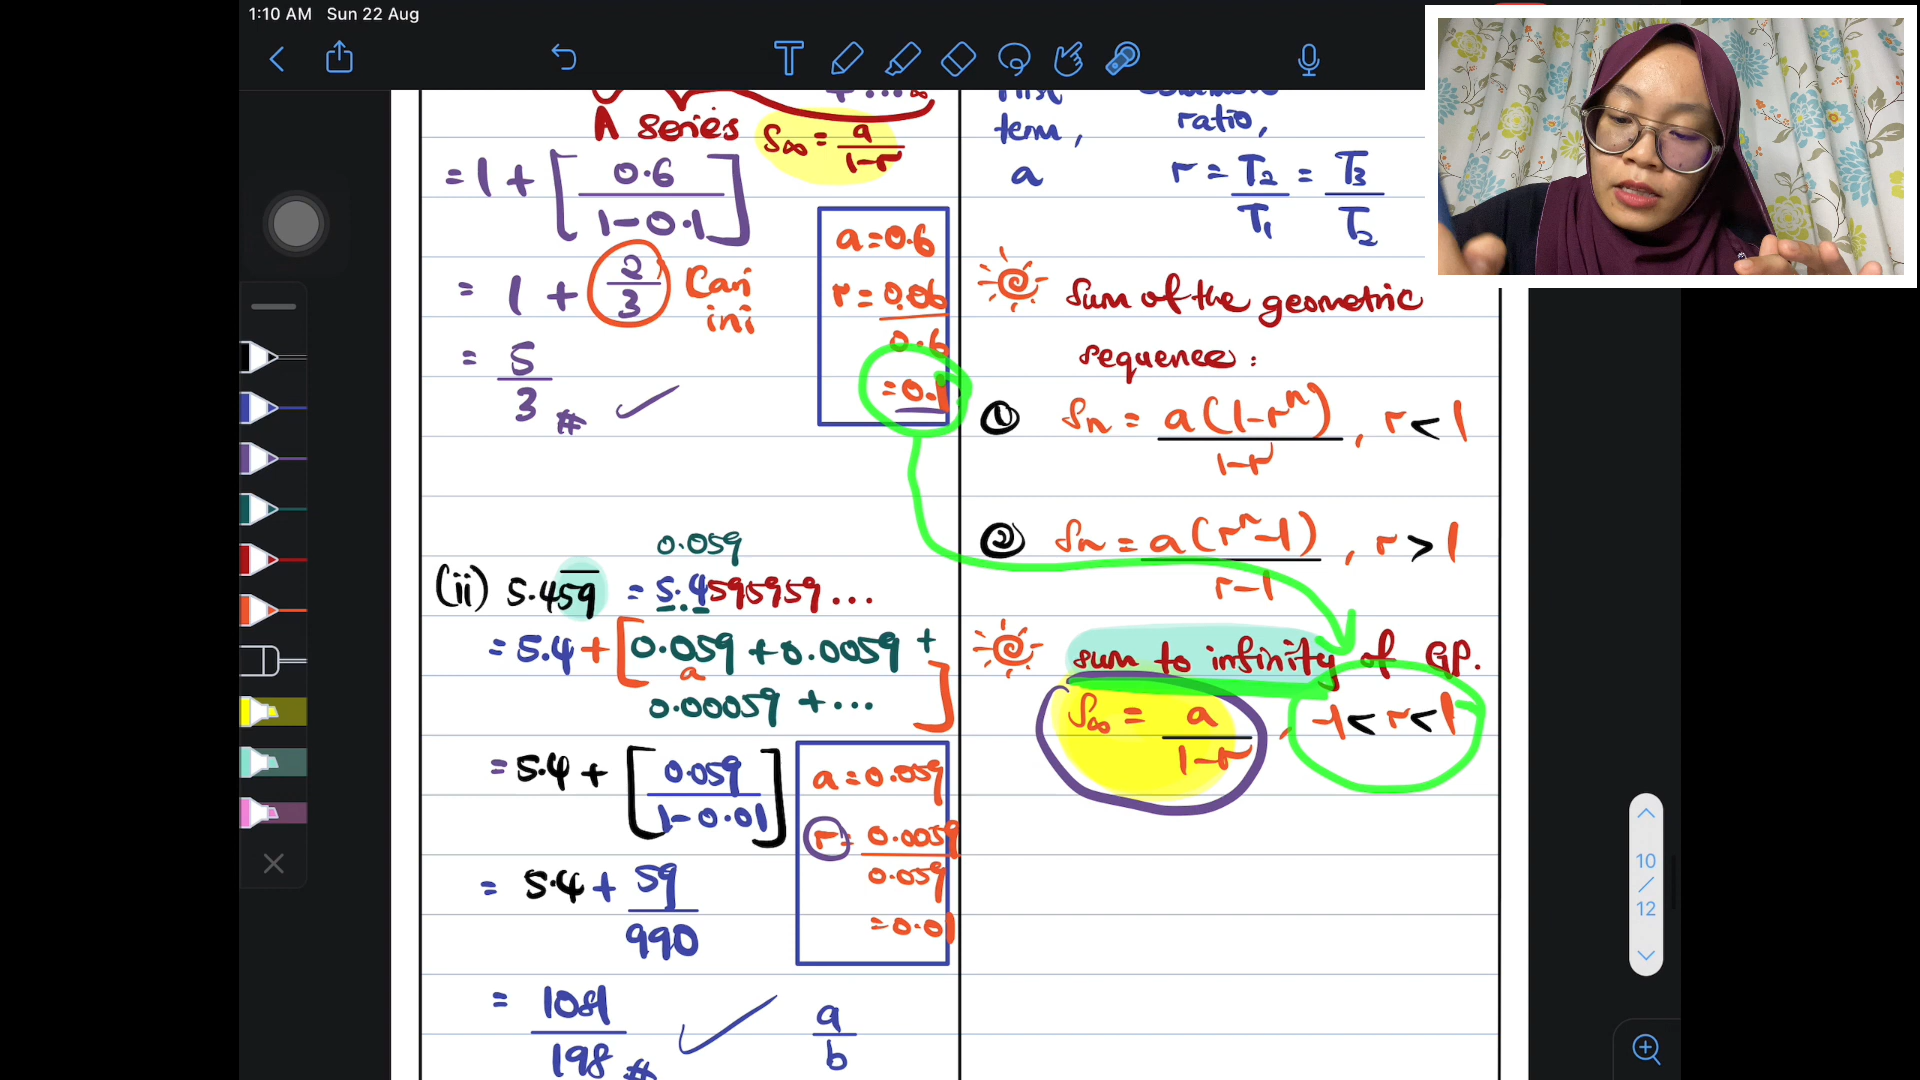 1:10 AM Sun 22 Aug
A series S∞ = a/(1-r)
= 1 + [0.6/(1-0.1)]
= 1 + 2/3 Cari ini
= 5/3 #
a = 0.6
r = 0.06/0.6
= 0.1
0.059
(ii) 5.4\overline{59} = 5.4595959...
= 5.4 + [0.059 + 0.0059 +
a
0.00059 + ...]
= 5.4 + [0.059/(1-0.01)]
= 5.4 + 59/990
= 1081/198 #
a = 0.059
r = 0.0059/0.059
= 0.01
a/b
term, ratio,
a r = T₂/T₁ = T₃/T₂
Sum of the geometric
sequence:
① Sn = a(1-rⁿ)/(1-r), r < 1
② Sn = a(rⁿ-1)/(r-1), r > 1
sum to infinity of GP.
S∞ = a/(1-r), -1 < r < 1
10
/
12